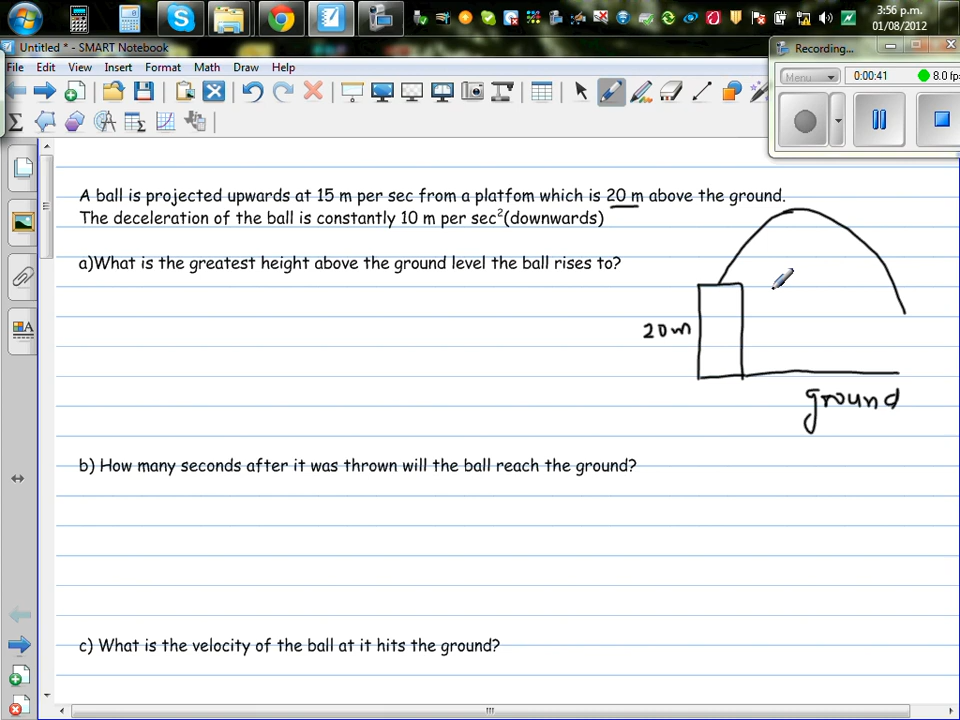 3:56 p.m.
01/08/2012
Untitled * - SMART Notebook
Recording...
File Edit View Insert Format Math Draw Help
Menu 0:00:41 8.0 fp
A ball is projected upwards at 15 m per sec from a platfom which is 20 m above the ground.
The deceleration of the ball is constantly 10 m per sec²(downwards)
a)What is the greatest height above the ground level the ball rises to?
20m
ground
b) How many seconds after it was thrown will the ball reach the ground?
c) What is the velocity of the ball at it hits the ground?